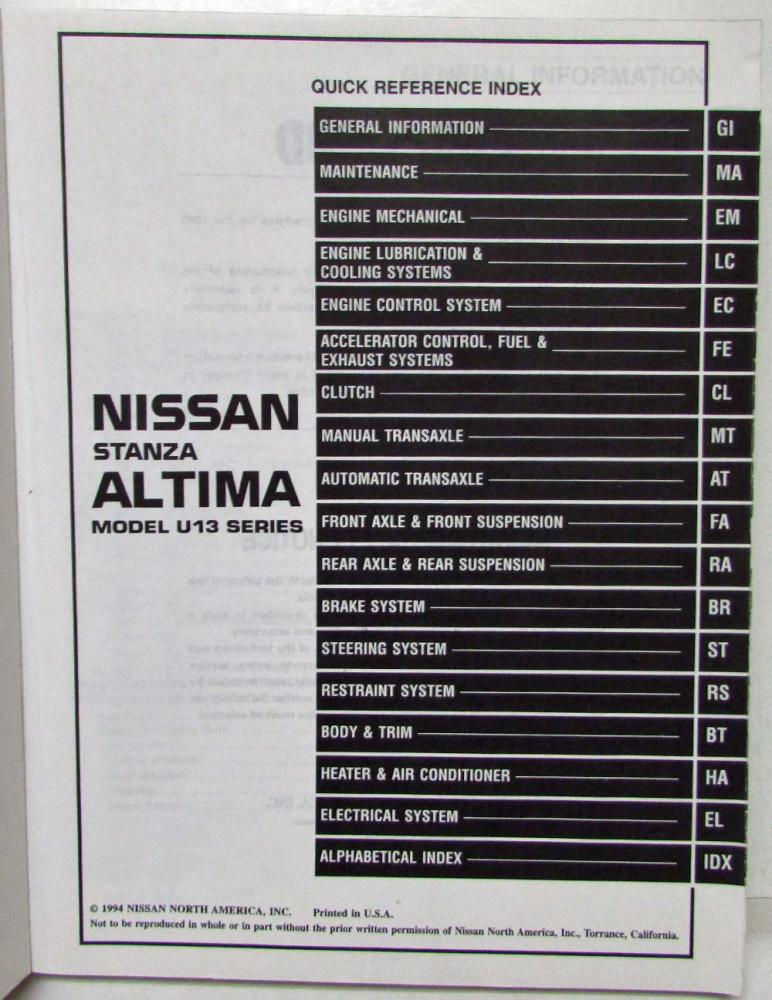 QUICK REFERENCE INDEX
GENERAL INFORMATION GI
MAINTENANCE MA
ENGINE MECHANICAL EM
ENGINE LUBRICATION &
COOLING SYSTEMS LC
ENGINE CONTROL SYSTEM EC
ACCELERATOR CONTROL, FUEL &
EXHAUST SYSTEMS FE
CLUTCH CL
MANUAL TRANSAXLE MT
AUTOMATIC TRANSAXLE AT
FRONT AXLE & FRONT SUSPENSION FA
REAR AXLE & REAR SUSPENSION RA
BRAKE SYSTEM BR
STEERING SYSTEM ST
RESTRAINT SYSTEM RS
BODY & TRIM BT
HEATER & AIR CONDITIONER HA
ELECTRICAL SYSTEM EL
ALPHABETICAL INDEX IDX
NISSAN
STANZA
ALTIMA
MODEL U13 SERIES
© 1994 NISSAN NORTH AMERICA, INC. Printed in U.S.A.
Not to be reproduced in whole or in part without the prior written permission of Nissan North America, Inc., Torrance, California.